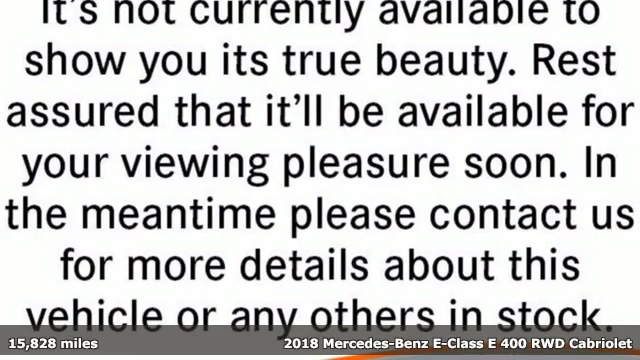 It's not currently available to
show you its true beauty. Rest
assured that it'll be available for
your viewing pleasure soon. In
the meantime please contact us
for more details about this
vehicle or any others in stock.
15,828 miles
2018 Mercedes-Benz E-Class E 400 RWD Cabriolet